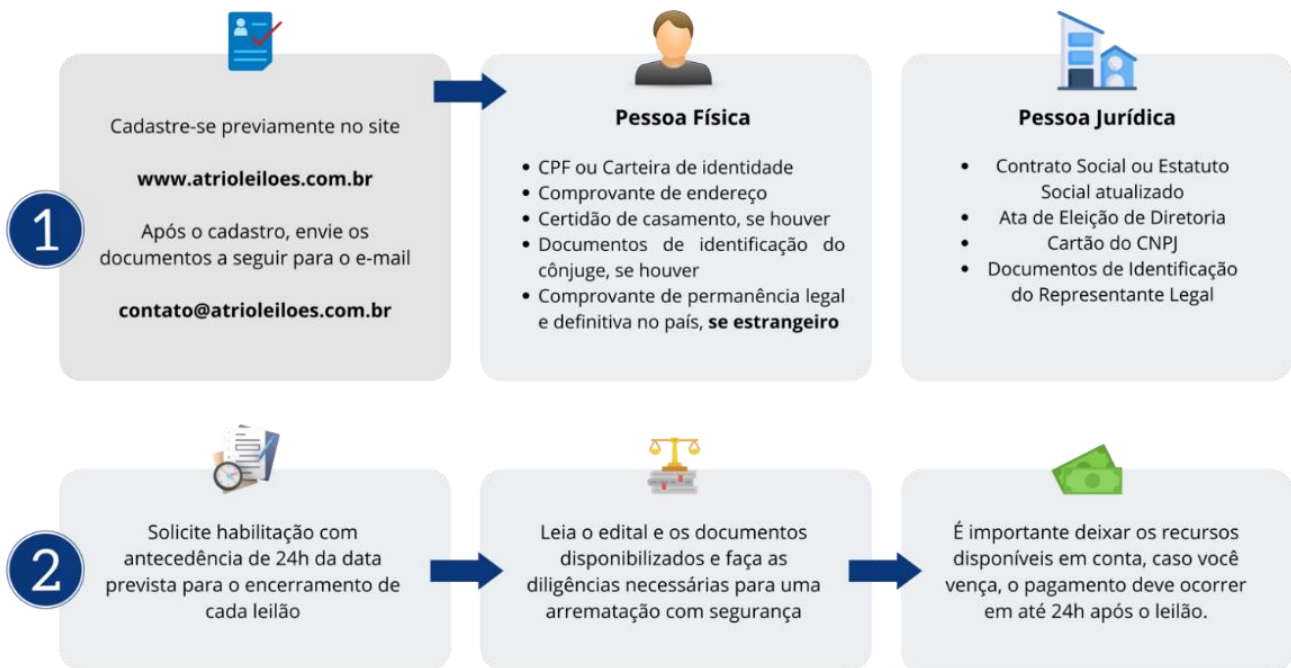 1
Cadastre-se previamente no site
www.atrioleiloes.com.br
Após o cadastro, envie os
documentos a seguir para o e-mail
contato@atrioleiloes.com.br
Pessoa Física
• CPF ou Carteira de identidade
• Comprovante de endereço
• Certidão de casamento, se houver
• Documentos de identificação do
cônjuge, se houver
• Comprovante de permanência legal
e definitiva no país, se estrangeiro
Pessoa Jurídica
• Contrato Social ou Estatuto
Social atualizado
• Ata de Eleição de Diretoria
• Cartão do CNPJ
• Documentos de Identificação
do Representante Legal
2
Solicite habilitação com
antecedência de 24h da data
prevista para o encerramento de
cada leilão
Leia o edital e os documentos
disponibilizados e faça as
diligências necessárias para uma
arrematação com segurança
É importante deixar os recursos
disponíveis em conta, caso você
vença, o pagamento deve ocorrer
em até 24h após o leilão.